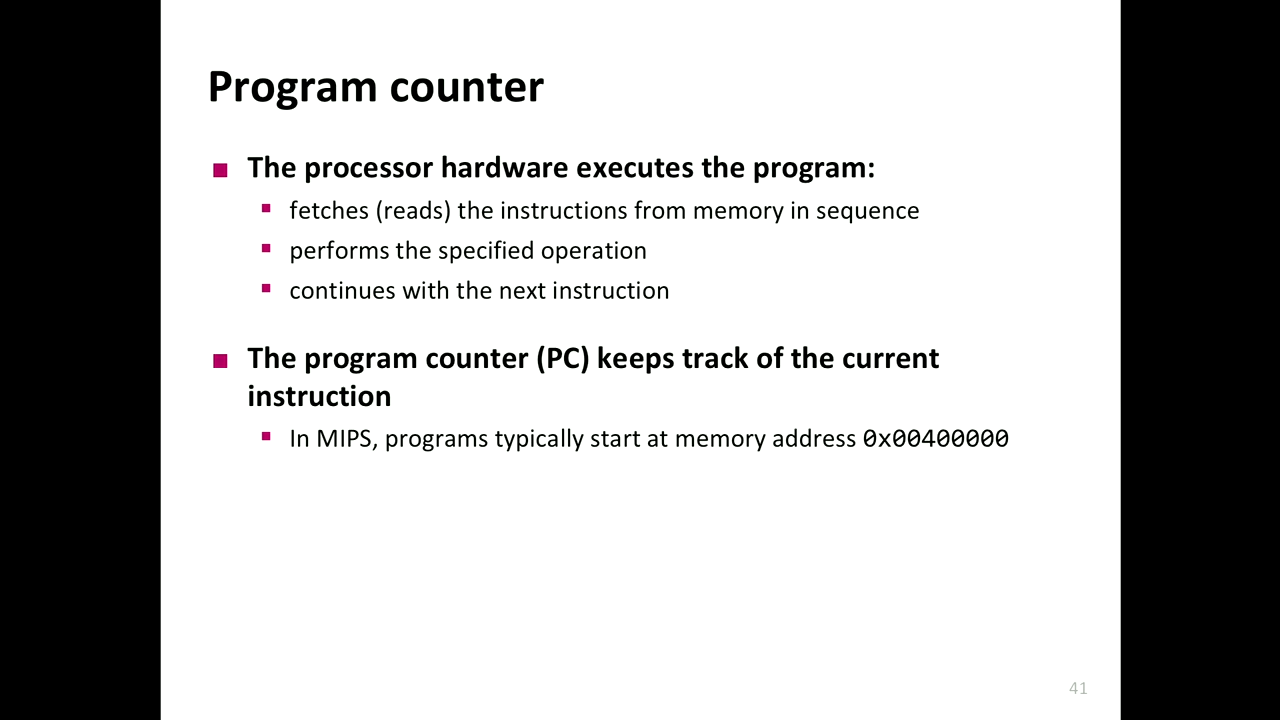 Program counter
The processor hardware executes the program:
fetches (reads) the instructions from memory in sequence
performs the specified operation
continues with the next instruction
The program counter (PC) keeps track of the current
instruction
In MIPS, programs typically start at memory address 0x00400000
41